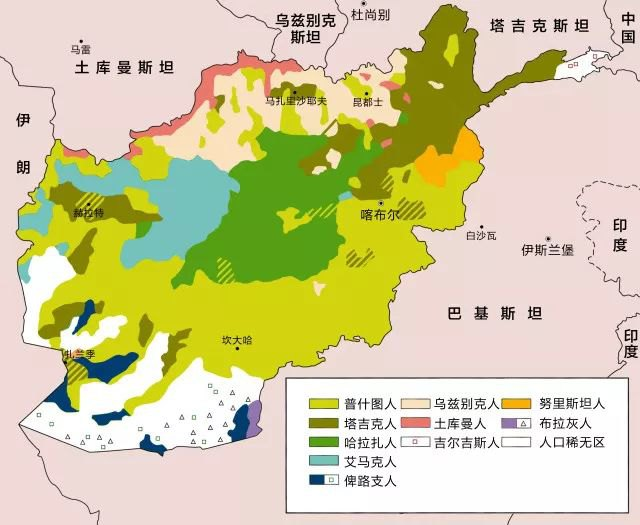 乌兹别克
斯坦
杜尚别
塔吉克斯坦
中
国
马雷
土库曼斯坦
马扎里沙耶夫
昆都士
伊
朗
赫拉特
喀布尔
白沙瓦
伊斯兰堡
印
度
巴基斯坦
印
度
扎兰季
坎大哈
普什图人
乌兹别克人
努里斯坦人
塔吉克人
土库曼人
布拉灰人
哈拉扎人
吉尔吉斯人
人口稀无区
艾马克人
俾路支人